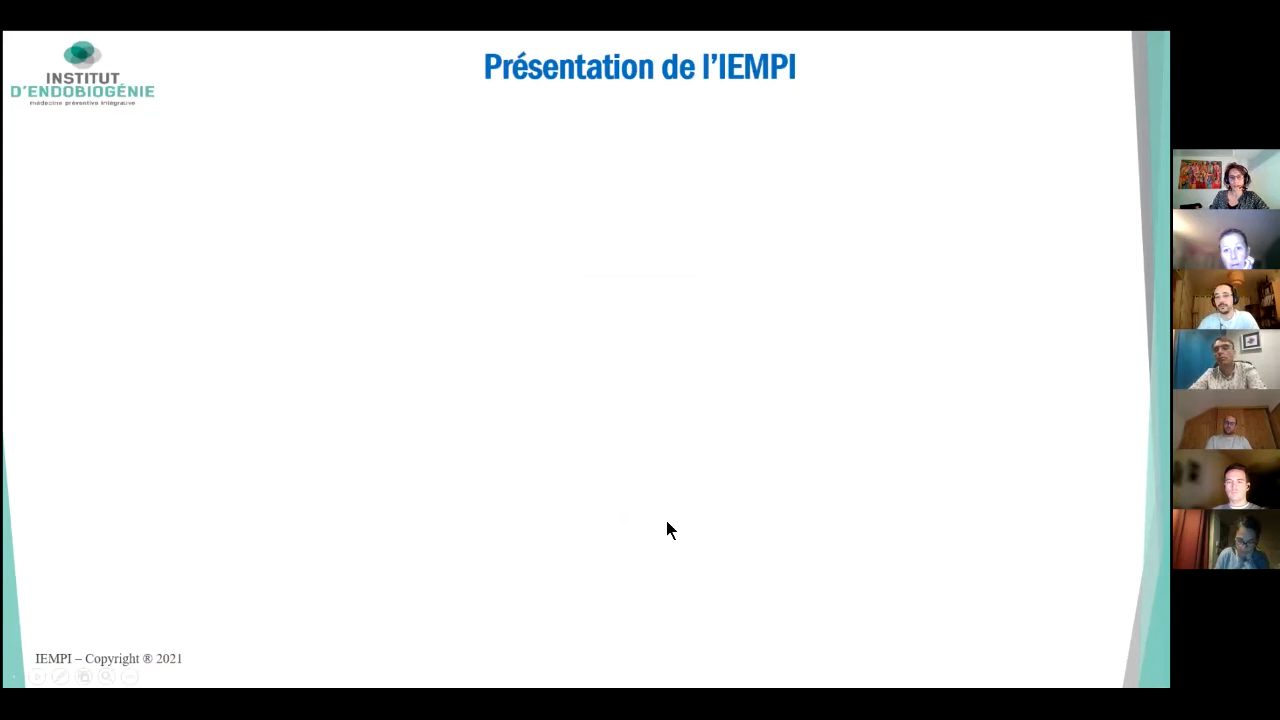 INSTITUT
D'ENDOBIOGÉNIE
médecine préventive intégrative
Présentation de l'IEMPI
IEMPI – Copyright ® 2021